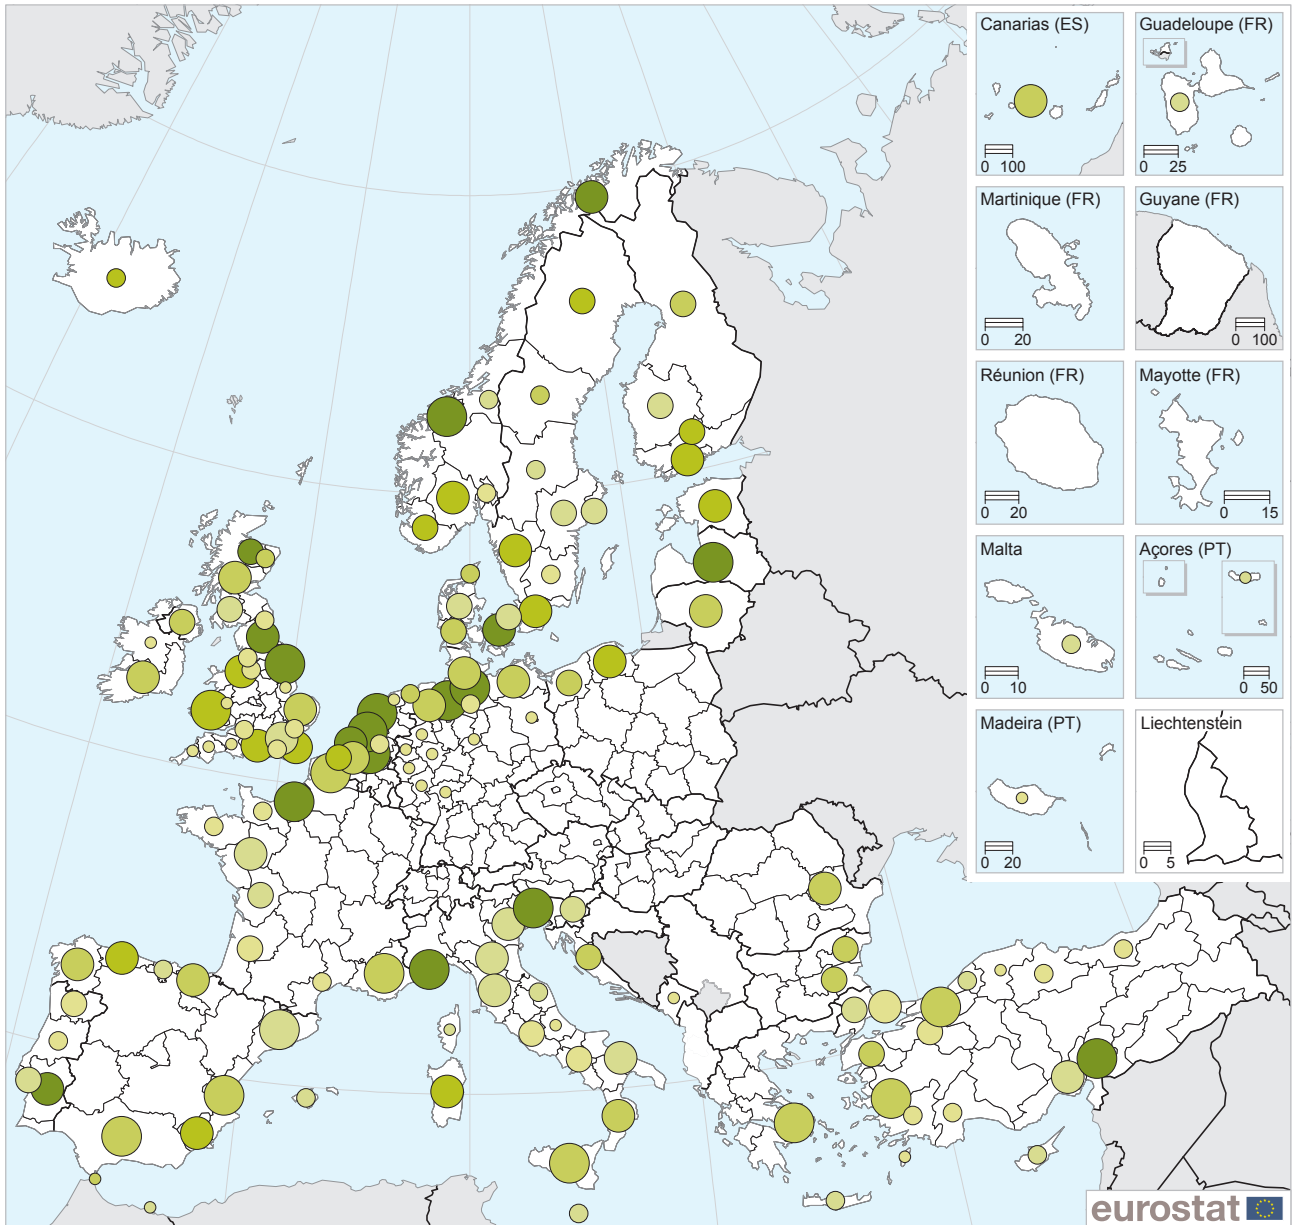 Canarias (ES)
0 100
Guadeloupe (FR)
0 25
Martinique (FR)
0 20
Guyane (FR)
0 100
Réunion (FR)
0 20
Mayotte (FR)
0 15
Malta
0 10
Açores (PT)
0 50
Madeira (PT)
0 20
Liechtenstein
0 5
eurostat